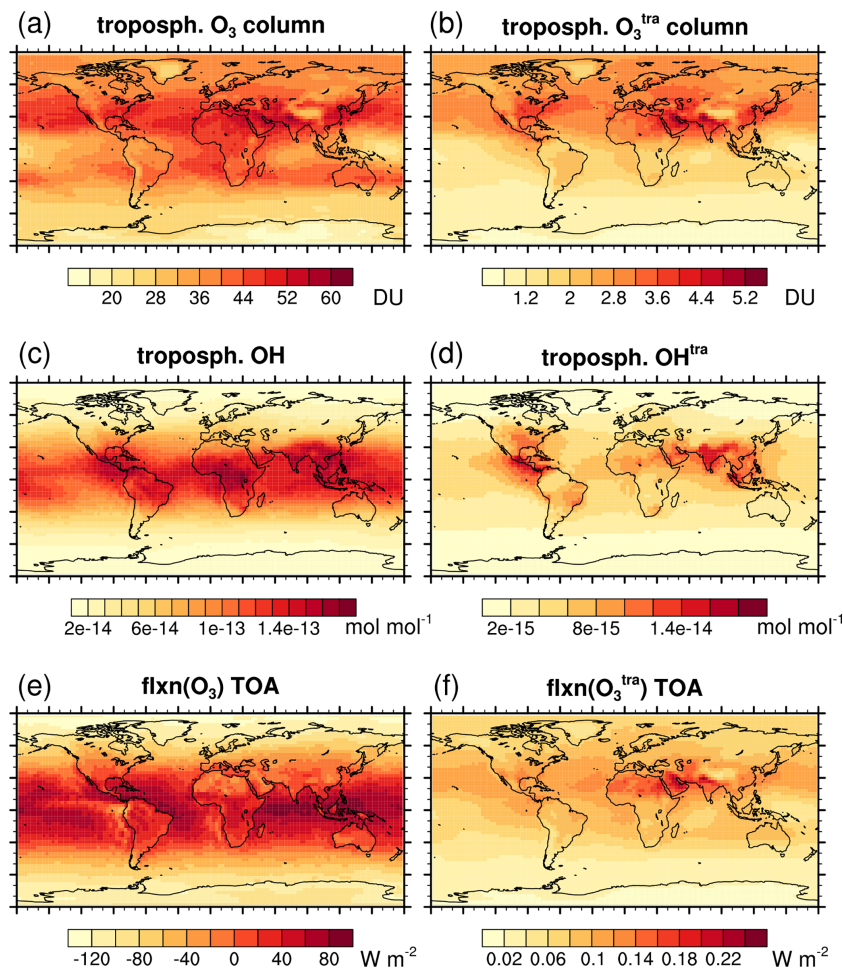 (a) troposph. O₃ column
(b) troposph. O₃ᵗʳᵃ column
20 28 36 44 52 60 DU
1.2 2 2.8 3.6 4.4 5.2 DU
(c) troposph. OH
(d) troposph. OHᵗʳᵃ
2e-14 6e-14 1e-13 1.4e-13 mol mol⁻¹
2e-15 8e-15 1.4e-14 mol mol⁻¹
(e) flxn(O₃) TOA
(f) flxn(O₃ᵗʳᵃ) TOA
-120 -80 -40 0 40 80 W m⁻²
0.02 0.06 0.1 0.14 0.18 0.22 W m⁻²